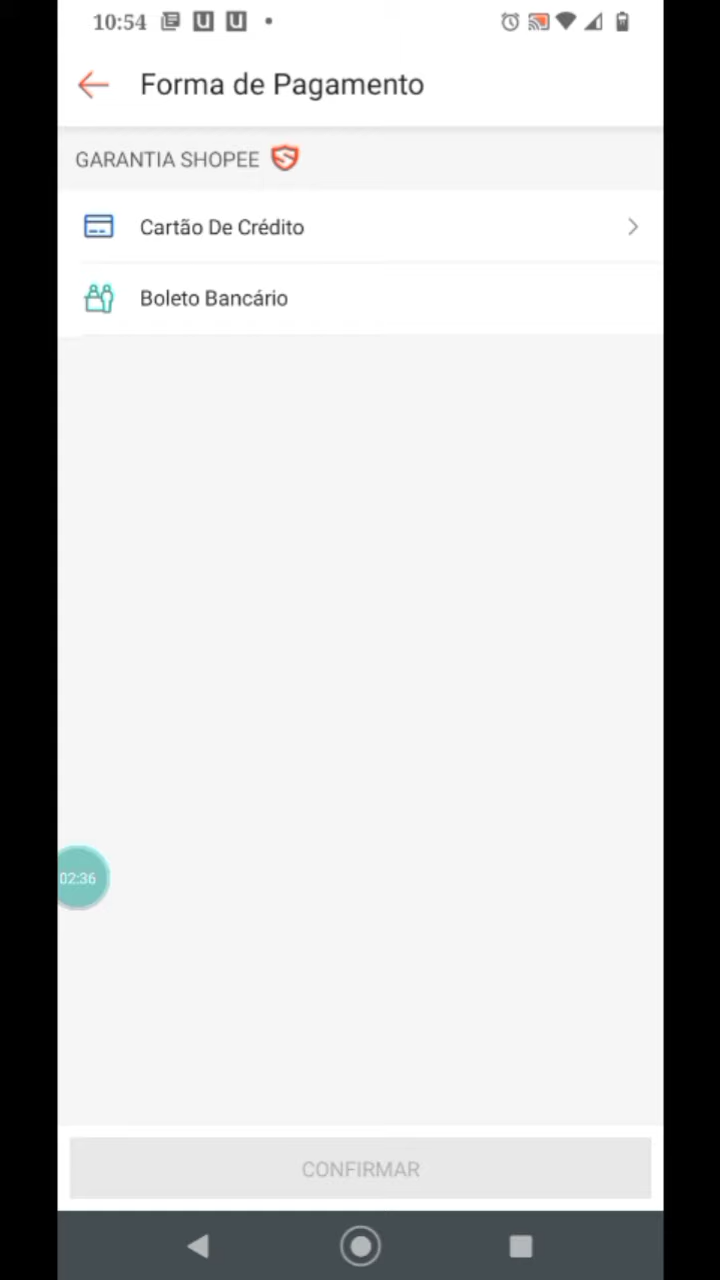 10:54
Forma de Pagamento
GARANTIA SHOPEE
Cartão De Crédito
Boleto Bancário
02:36
CONFIRMAR